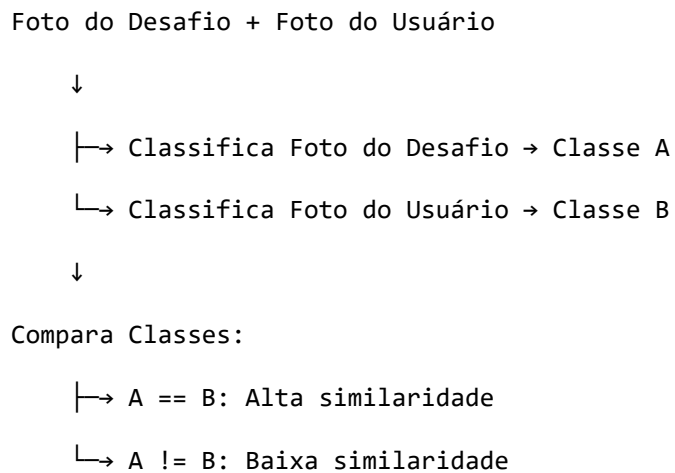 Foto do Desafio + Foto do Usuário
↓
├─→ Classifica Foto do Desafio → Classe A
└─→ Classifica Foto do Usuário → Classe B
↓
Compara Classes:
├─→ A == B: Alta similaridade
└─→ A != B: Baixa similaridade